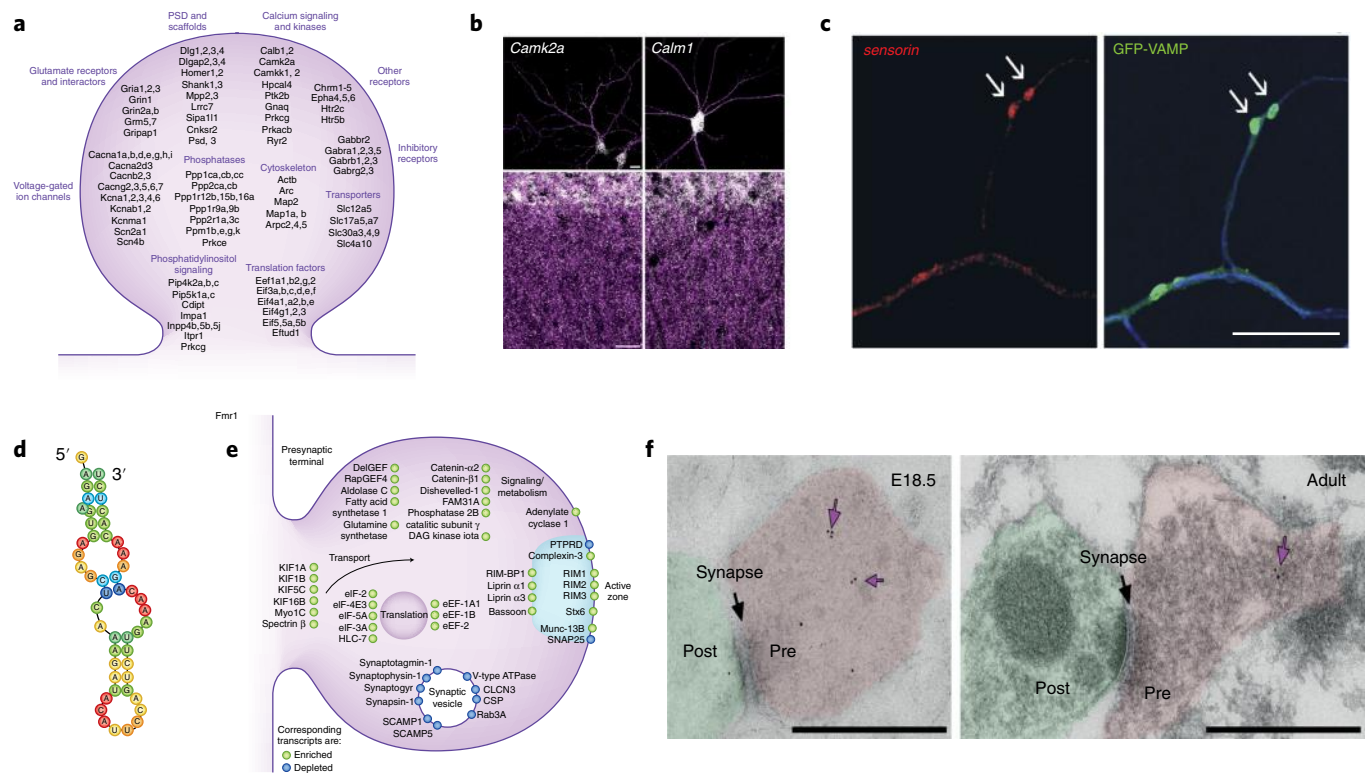 a
PSD and
scaffolds
Calcium signaling
and kinases
Glutamate receptors
and interactors
Other
receptors
Voltage-gated
ion channels
Inhibitory
receptors
Dlg1,2,3,4
Dlgap2,3,4
Homer1,2
Shank1,3
Mpp2,3
Lrrc7
Sipa1l1
Cnksr2
Psd, 3
Calb1,2
Camk2a
Camkk1, 2
Hpcal4
Ptk2b
Gnaq
Prkcg
Prkacb
Ryr2
Gria1,2,3
Grin1
Grin2a,b
Grm5,7
Gripap1
Chrm1-5
Epha4,5,6
Htr2c
Htr5b
Gabbr2
Gabra1,2,3,5
Gabrb1,2,3
Gabrg2,3
Cacna1a,b,d,e,g,h,i
Cacna2d3
Cacnb2,3
Cacng2,3,5,6,7
Kcna1,2,3,4,6
Kcnab1,2
Kcnma1
Scn2a1
Scn4b
Phosphatases
Ppp1ca,cb,cc
Ppp2ca,cb
Ppp1r12b,15b,16a
Ppp1r9a,9b
Ppp2r1a,3c
Ppm1b,e,g,k
Prkce
Cytoskeleton
Actb
Arc
Map2
Map1a, b
Arpc2,4,5
Transporters
Slc12a5
Slc17a5,a7
Slc30a3,4,9
Slc4a10
Phosphatidylinositol
signaling
Pip4k2a,b,c
Pip5k1a,c
Cdipt
Impa1
Inpp4b,5b,5j
Itpr1
Prkcg
Translation factors
Eef1a1,b2,g,2
Eif3a,b,c,d,e,f
Eif4a1,a2,b,e
Eif4g1,2,3
Eif5,5a,5b
Eftud1
b
Camk2a
Calm1
c
sensorin
GFP-VAMP
d
Fmr1
5′
3′
e
Presynaptic
terminal
DelGEF
RapGEF4
Aldolase C
Fatty acid
synthetase 1
Glutamine
synthetase
Catenin-α2
Catenin-β1
Dishevelled-1
FAM31A
Phosphatase 2B
catalitic subunit γ
DAG kinase iota
Signaling/
metabolism
Adenylate
cyclase 1
Transport
KIF1A
KIF1B
KIF5C
KIF16B
Myo1C
Spectrin β
eIF-2
eIF-4E3
eIF-5A
eIF-3A
HLC-7
Translation
eEF-1A1
eEF-1B
eEF-2
PTPRD
Complexin-3
RIM-BP1
Liprin α1
Liprin α3
Bassoon
RIM1
RIM2
RIM3
Stx6
Munc-13B
SNAP25
Active
zone
Synaptotagmin-1
Synaptophysin-1
Synaptogyr
Synapsin-1
SCAMP1
SCAMP5
Synaptic
vesicle
V-type ATPase
CLCN3
CSP
Rab3A
Corresponding
transcripts are:
Enriched
Depleted
f
E18.5
Synapse
Post
Pre
Adult
Synapse
Post
Pre